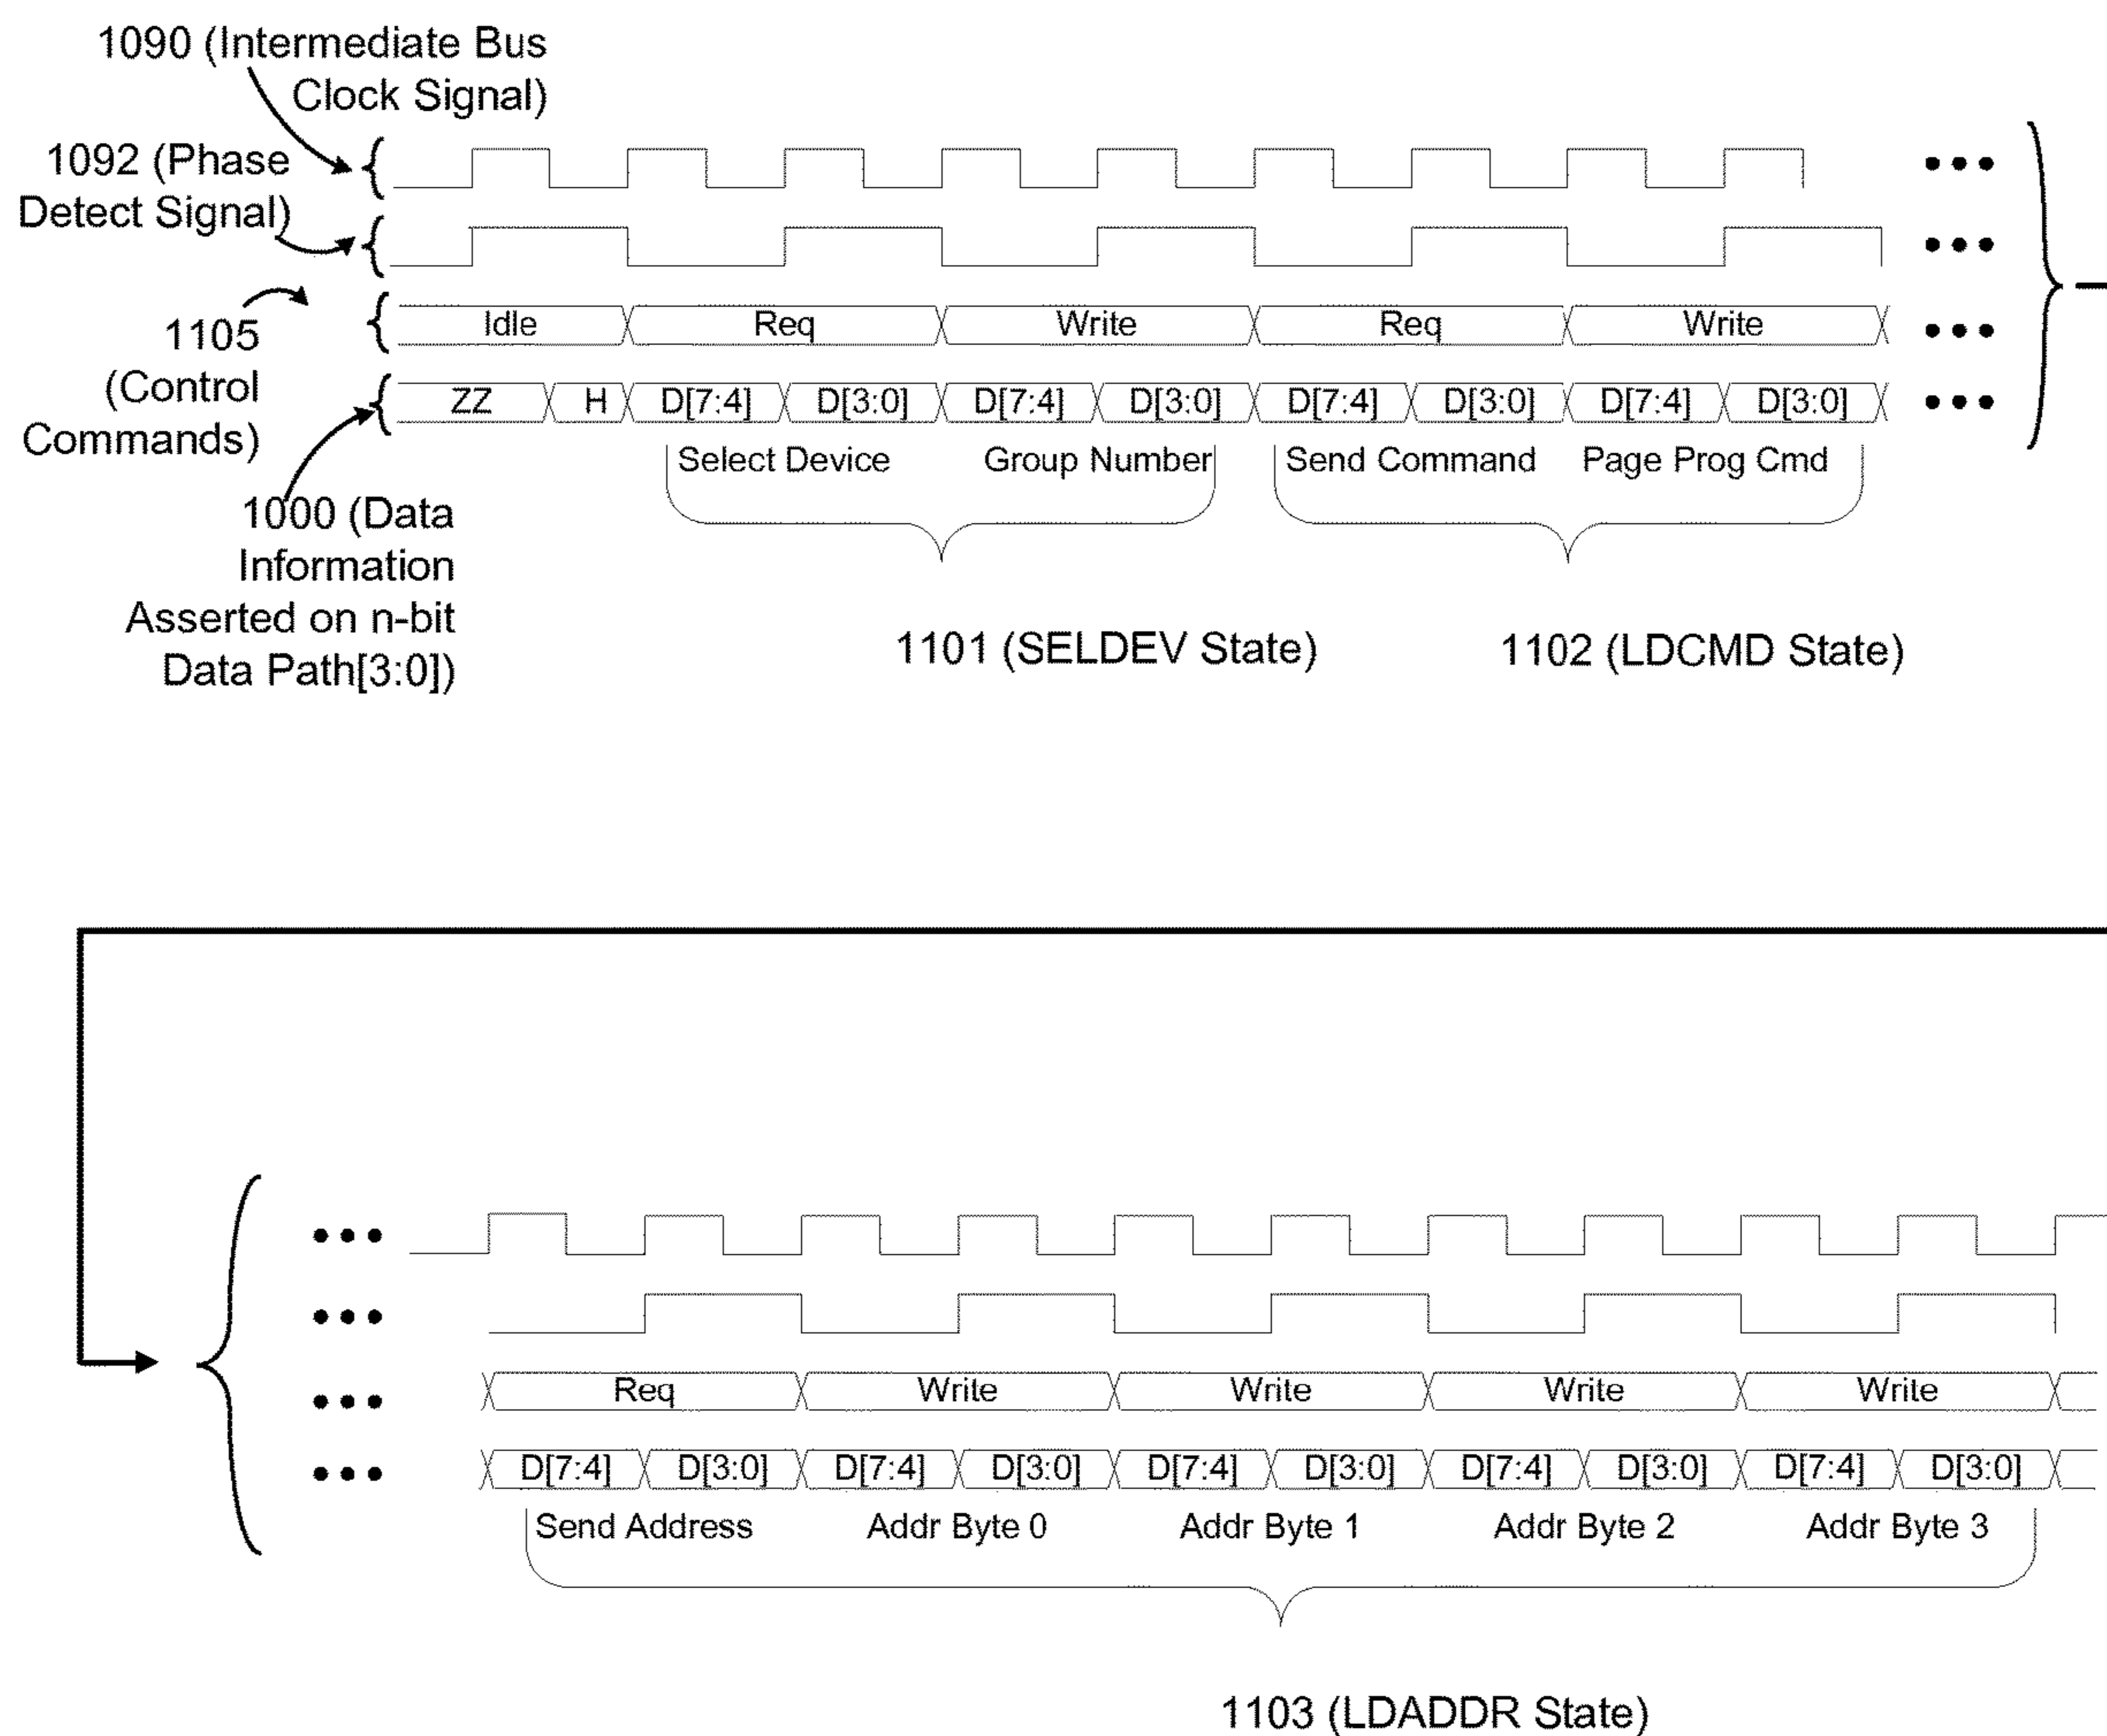 1090 (Intermediate Bus
Clock Signal)
1092 (Phase
Detect Signal)
1105
(Control
Commands)
1000 (Data
Information
Asserted on n-bit
Data Path[3:0])
Idle Req Write Req Write
ZZ H D[7:4] D[3:0] D[7:4] D[3:0] D[7:4] D[3:0] D[7:4] D[3:0]
Select Device Group Number Send Command Page Prog Cmd
1101 (SELDEV State) 1102 (LDCMD State)
Req Write Write Write Write
D[7:4] D[3:0] D[7:4] D[3:0] D[7:4] D[3:0] D[7:4] D[3:0] D[7:4] D[3:0]
Send Address Addr Byte 0 Addr Byte 1 Addr Byte 2 Addr Byte 3
1103 (LDADDR State)